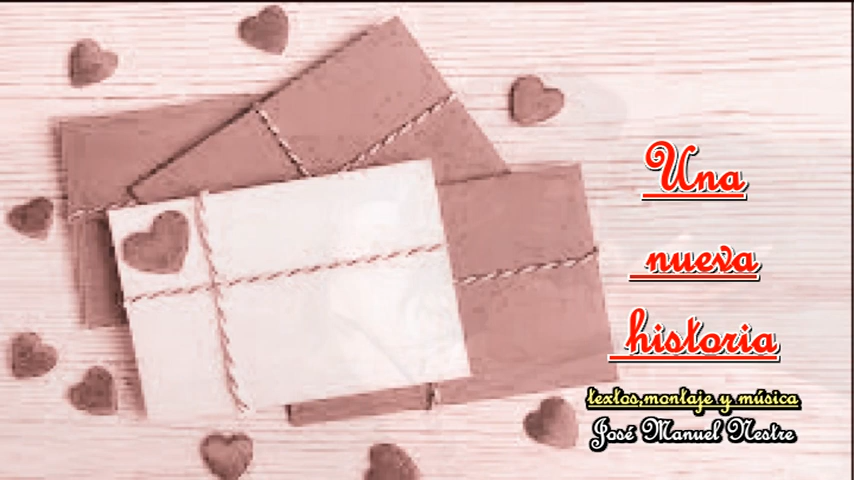 Una
nueva
historia
textos,montaje y música
José Manuel Nestre